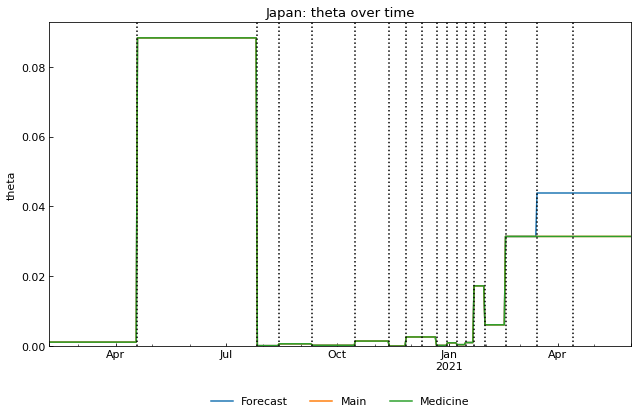 Japan: theta over time
theta
0.08
0.06
0.04
0.02
0.00
Apr Jul Oct Jan Apr
2021
Forecast Main Medicine